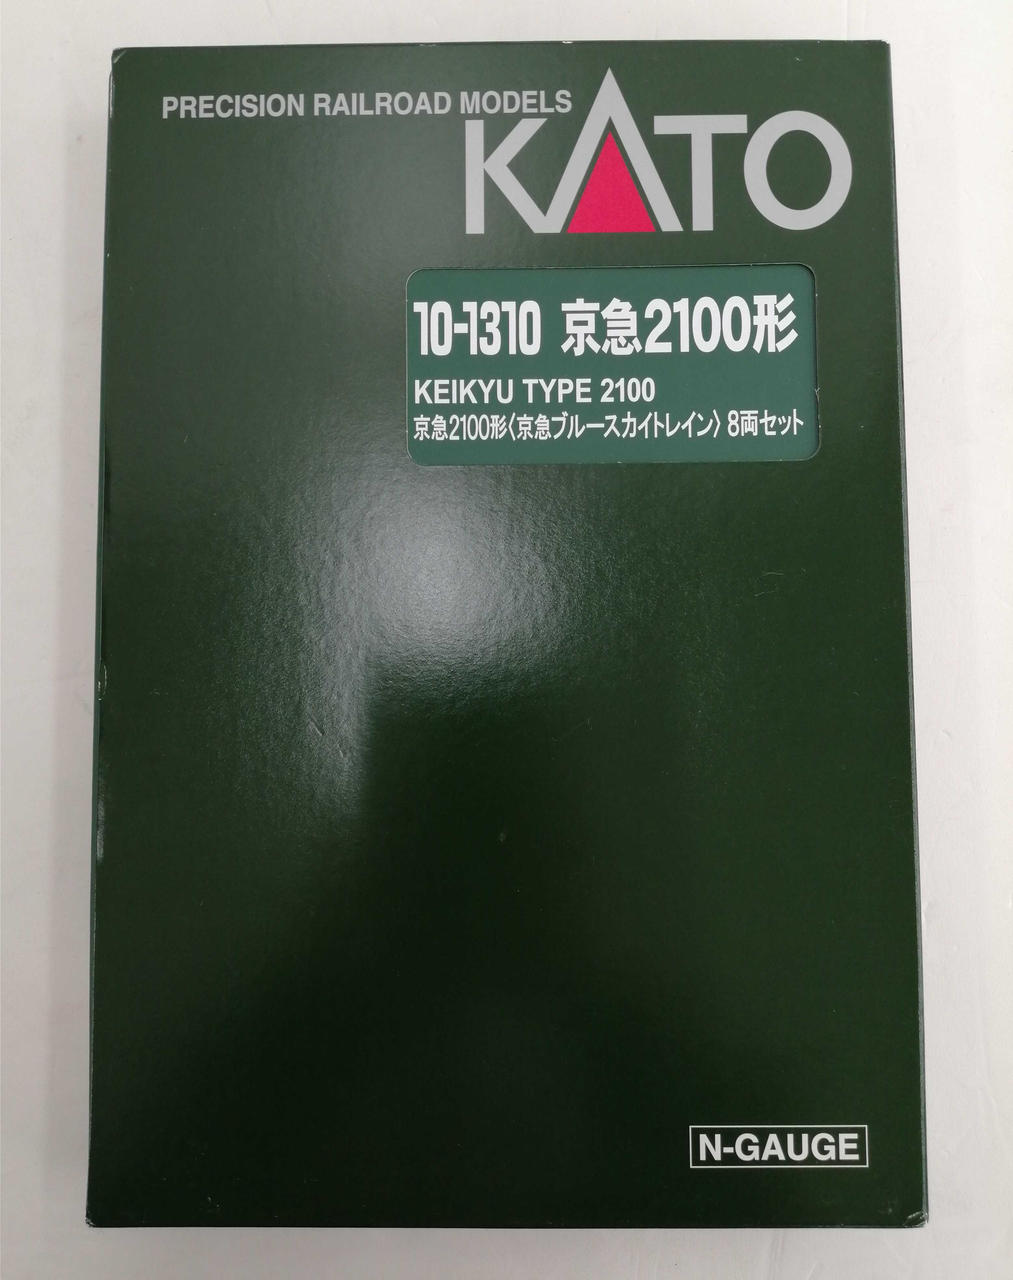 PRECISION RAILROAD MODELS
KATO
10-1310 京急2100形
KEIKYU TYPE 2100
京急2100形〈京急ブルースカイトレイン〉8両セット
N-GAUGE